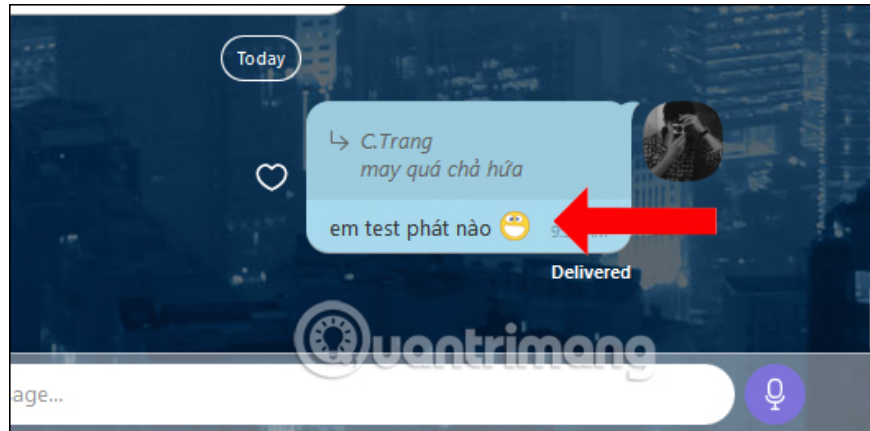 Today
C.Trang
may quá chả hứa
em test phát nào
Delivered
Quantrimang
age...